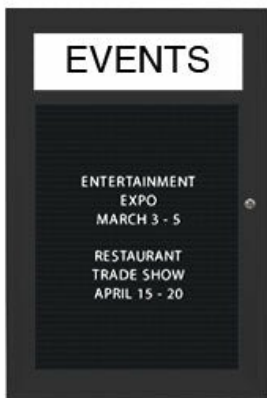 EVENTS
ENTERTAINMENT
EXPO
MARCH 3 - 5
RESTAURANT
TRADE SHOW
APRIL 15 - 20